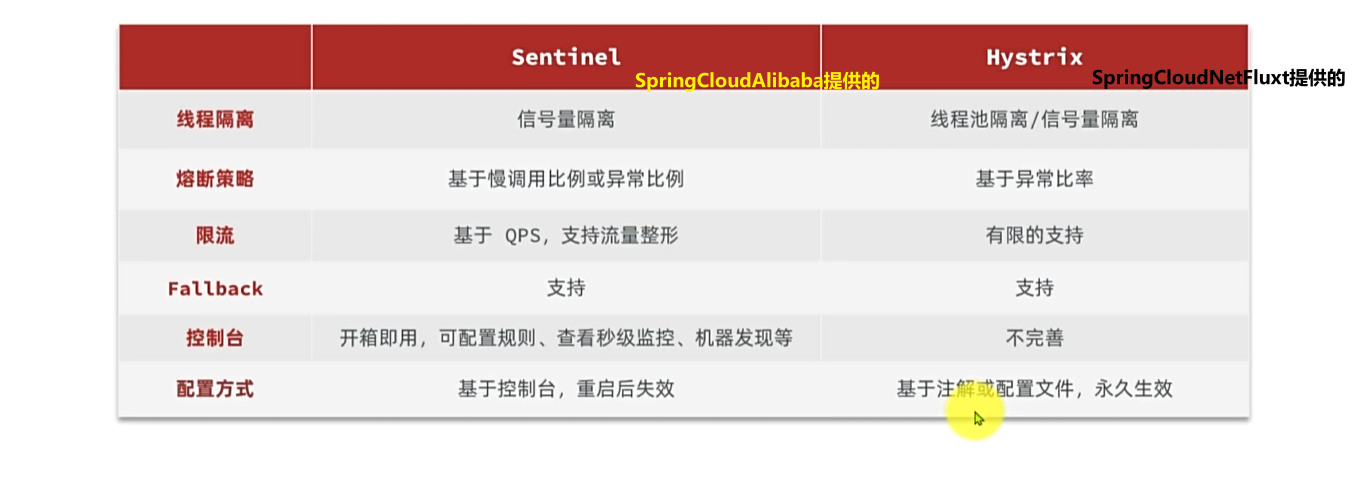 Sentinel Hystrix
SpringCloudAlibaba提供的 SpringCloudNetFluxt提供的
线程隔离 信号量隔离 线程池隔离/信号量隔离
熔断策略 基于慢调用比例或异常比例 基于异常比率
限流 基于 QPS，支持流量整形 有限的支持
Fallback 支持 支持
控制台 开箱即用，可配置规则、查看秒级监控、机器发现等 不完善
配置方式 基于控制台，重启后失效 基于注解或配置文件，永久生效